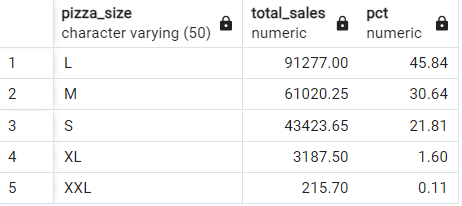 pizza_size total_sales pct
character varying (50) numeric numeric
1 L 91277.00 45.84
2 M 61020.25 30.64
3 S 43423.65 21.81
4 XL 3187.50 1.60
5 XXL 215.70 0.11